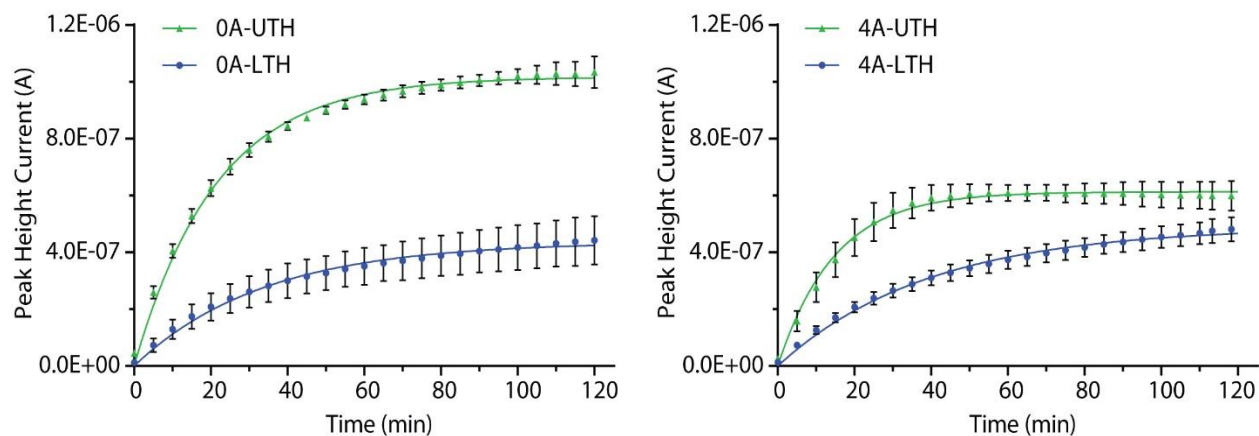 1.2E-06
0A-UTH
0A-LTH
8.0E-07
4.0E-07
0.0E+00
Peak Height Current (A)
0 20 40 60 80 100 120
Time (min)
1.2E-06
4A-UTH
4A-LTH
8.0E-07
4.0E-07
0.0E+00
Peak Height Current (A)
0 20 40 60 80 100 120
Time (min)